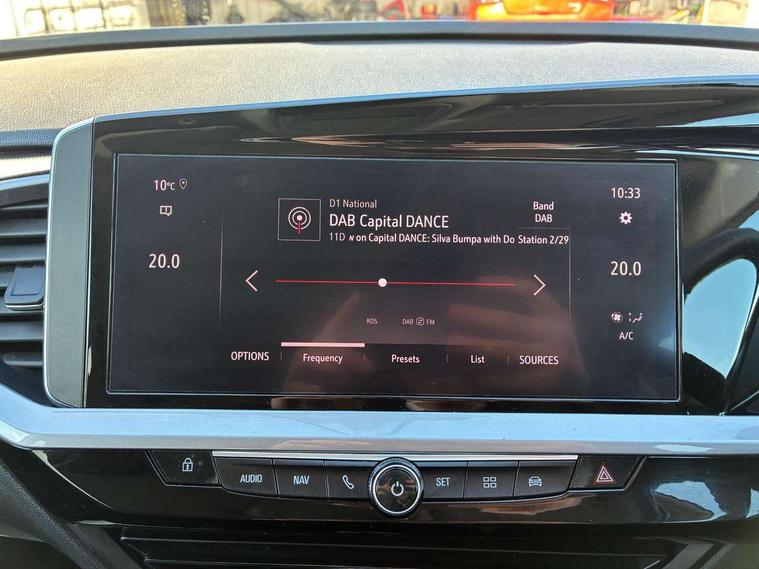 10°C
20.0
D1 National
DAB Capital DANCE
11D w on Capital DANCE: Silva Bumpa with Do Station 2/29
Band
DAB
10:33
20.0
A/C
RDS DAB FM
OPTIONS Frequency Presets List SOURCES
AUDIO NAV SET